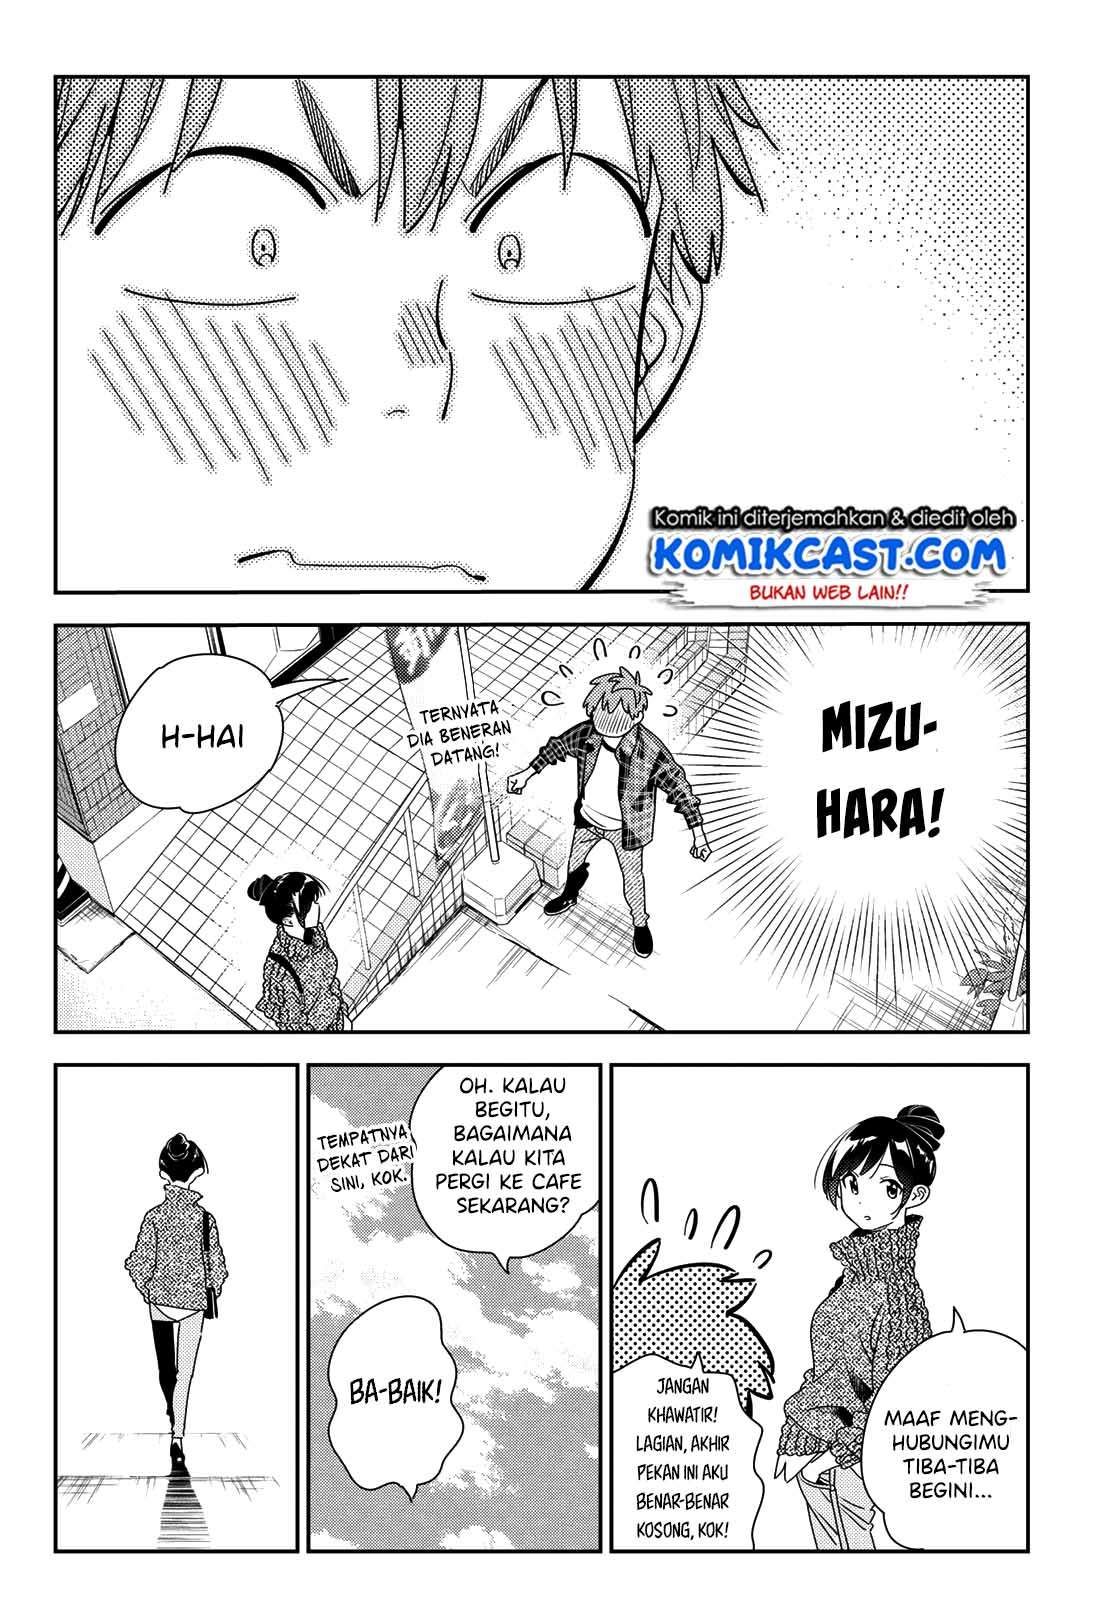 Komik ini diterjemahkan & diedit oleh
KOMIKCAST.COM
BUKAN WEB LAIN!!
MIZU-
HARA!
TERNYATA
DIA BENERAN
DATANG!
H-HAI
MAAF MENG-
HUBUNGIMU
TIBA-TIBA
BEGINI...
JANGAN
KHAWATIR!
LAGIAN, AKHIR
PEKAN INI AKU
BENAR-BENAR
KOSONG, KOK!
OH. KALAU
BEGITU,
BAGAIMANA
KALAU KITA
PERGI KE CAFE
SEKARANG?
TEMPATNYA
DEKAT DARI
SINI, KOK.
BA-BAIK!